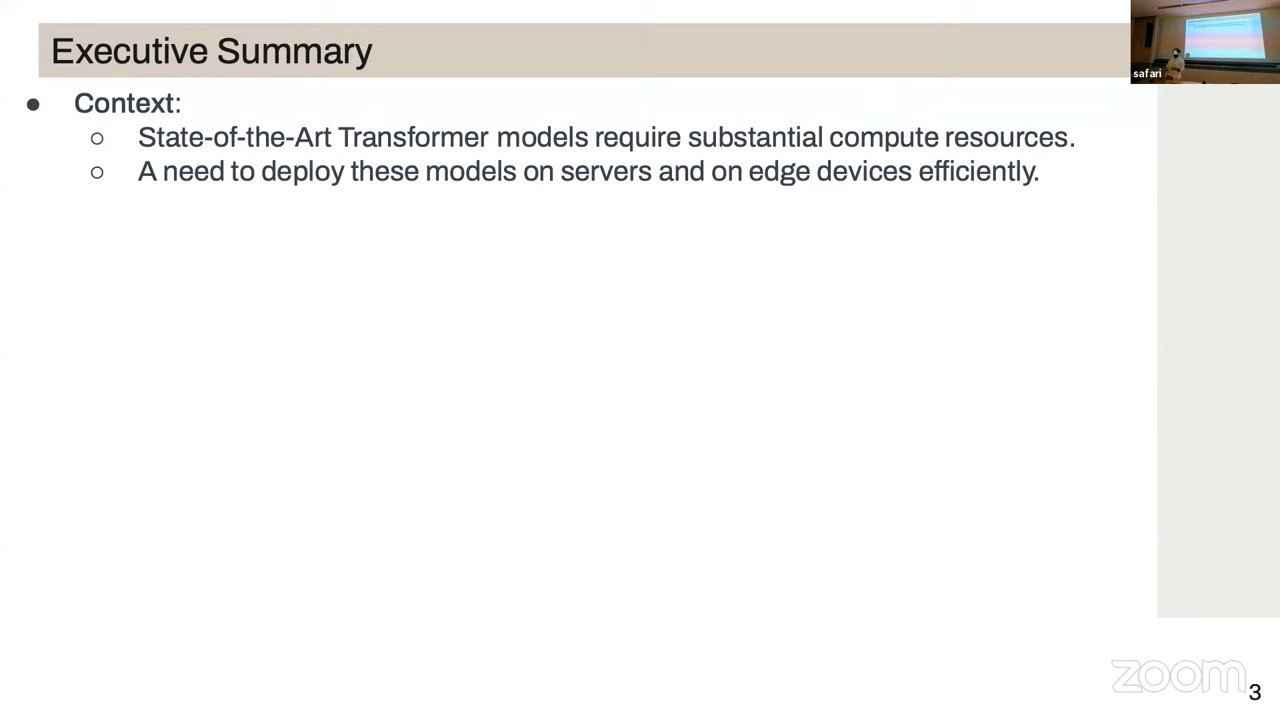 Executive Summary
safari
● Context:
○ State-of-the-Art Transformer models require substantial compute resources.
○ A need to deploy these models on servers and on edge devices efficiently.
zoom
3